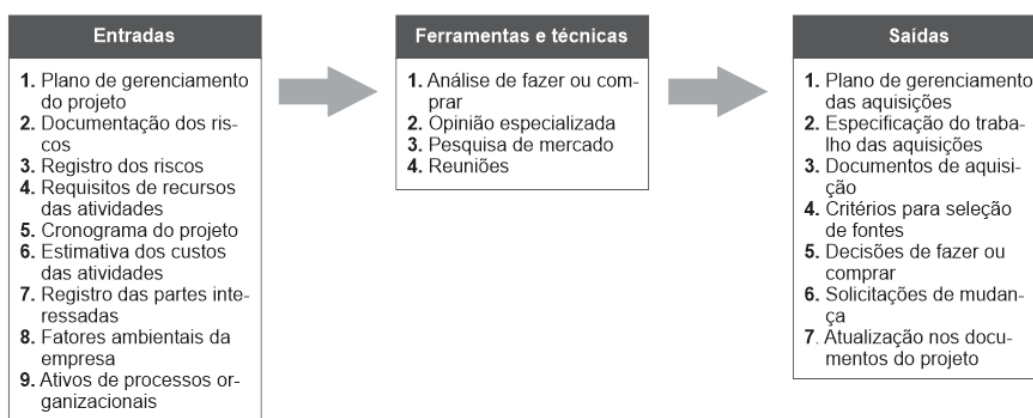 Entradas
1. Plano de gerenciamento
do projeto
2. Documentação dos ris-
cos
3. Registro dos riscos
4. Requisitos de recursos
das atividades
5. Cronograma do projeto
6. Estimativa dos custos
das atividades
7. Registro das partes inte-
ressadas
8. Fatores ambientais da
empresa
9. Ativos de processos or-
ganizacionais
Ferramentas e técnicas
1. Análise de fazer ou com-
prar
2. Opinião especializada
3. Pesquisa de mercado
4. Reuniões
Saídas
1. Plano de gerenciamento
das aquisições
2. Especificação do traba-
lho das aquisições
3. Documentos de aquisi-
ção
4. Critérios para seleção
de fontes
5. Decisões de fazer ou
comprar
6. Solicitações de mudan-
ça
7. Atualização nos docu-
mentos do projeto